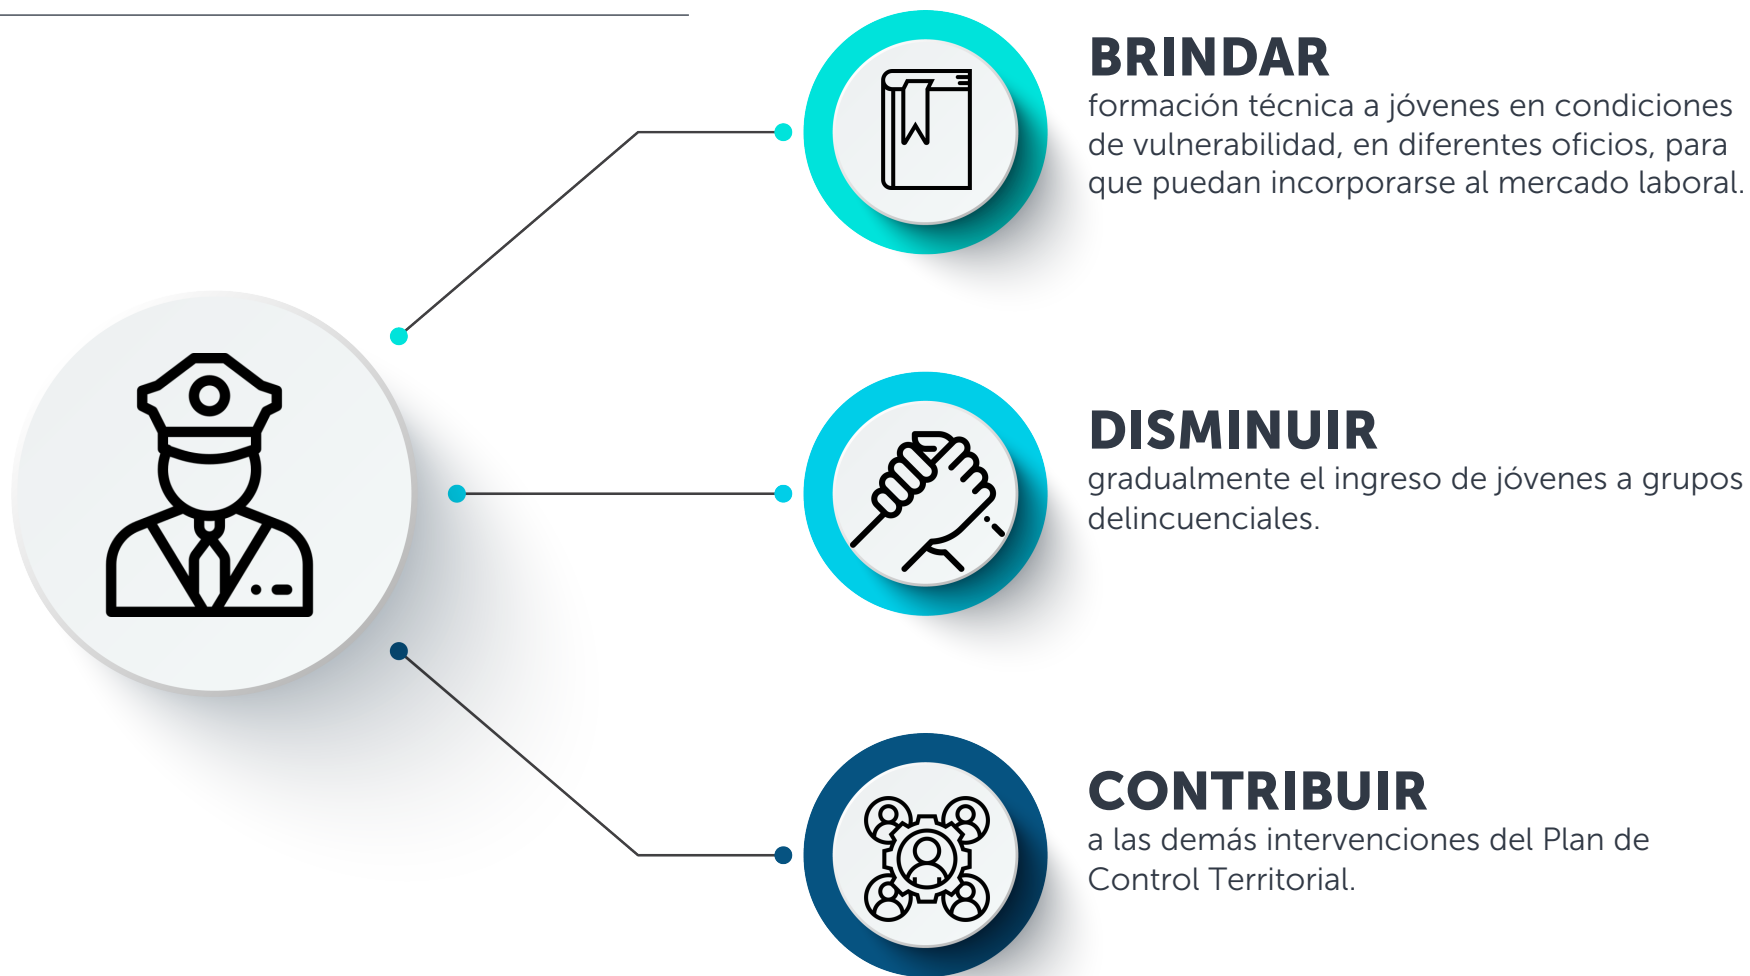 BRINDAR
formación técnica a jóvenes en condiciones
de vulnerabilidad, en diferentes oficios, para
que puedan incorporarse al mercado laboral.
DISMINUIR
gradualmente el ingreso de jóvenes a grupos
delincuenciales.
CONTRIBUIR
a las demás intervenciones del Plan de
Control Territorial.